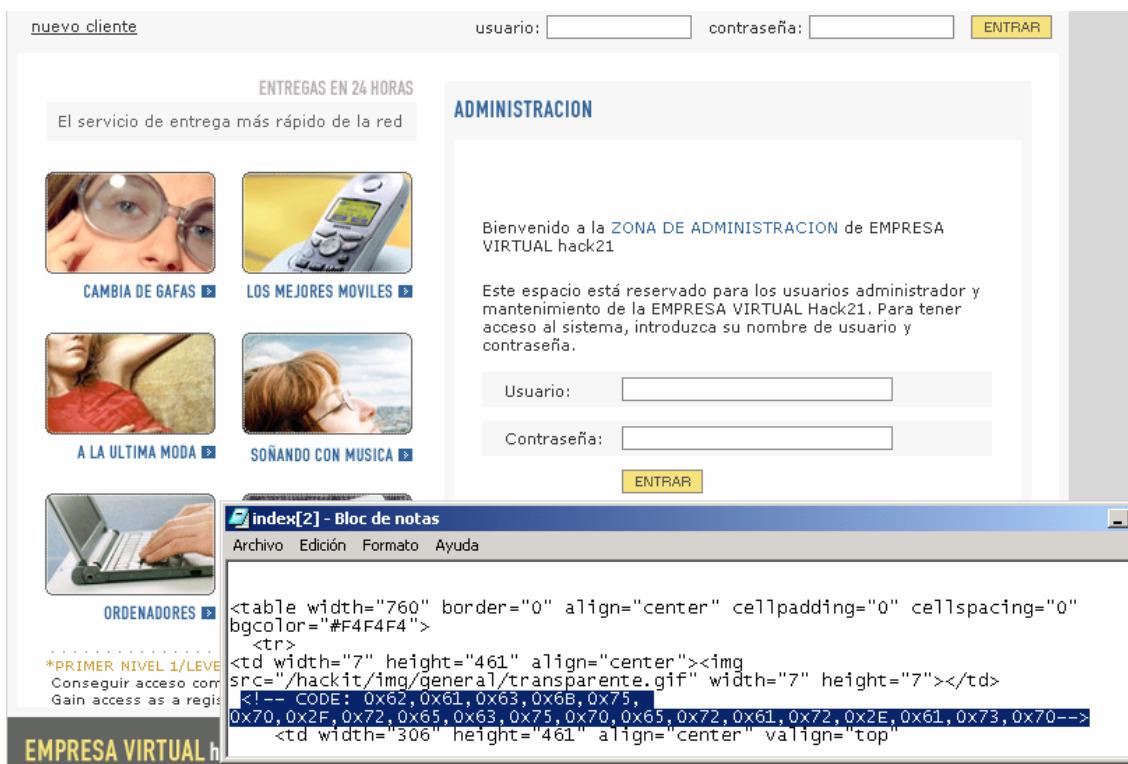 nuevo cliente
usuario:
contraseña:
ENTRAR
ENTREGAS EN 24 HORAS
El servicio de entrega más rápido de la red
CAMBIA DE GAFAS
LOS MEJORES MOVILES
A LA ULTIMA MODA
SOÑANDO CON MUSICA
ORDENADORES
*PRIMER NIVEL 1/LEVE
Conseguir acceso com
Gain access as a regis
EMPRESA VIRTUAL h
ADMINISTRACION
Bienvenido a la ZONA DE ADMINISTRACION de EMPRESA
VIRTUAL hack21
Este espacio está reservado para los usuarios administrador y
mantenimiento de la EMPRESA VIRTUAL Hack21. Para tener
acceso al sistema, introduzca su nombre de usuario y
contraseña.
Usuario:
Contraseña:
ENTRAR
index[2] - Bloc de notas
Archivo Edición Formato Ayuda
<table width="760" border="0" align="center" cellpadding="0" cellspacing="0"
bgcolor="#F4F4F4">
<tr>
<td width="7" height="461" align="center"><img
src="/hackit/img/general/transparente.gif" width="7" height="7"></td>
<!-- CODE: 0x62,0x61,0x63,0x6B,0x75,
0x70,0x2F,0x72,0x65,0x63,0x75,0x70,0x65,0x72,0x61,0x72,0x2E,0x61,0x73,0x70-->
<td width="306" height="461" align="center" valign="top"